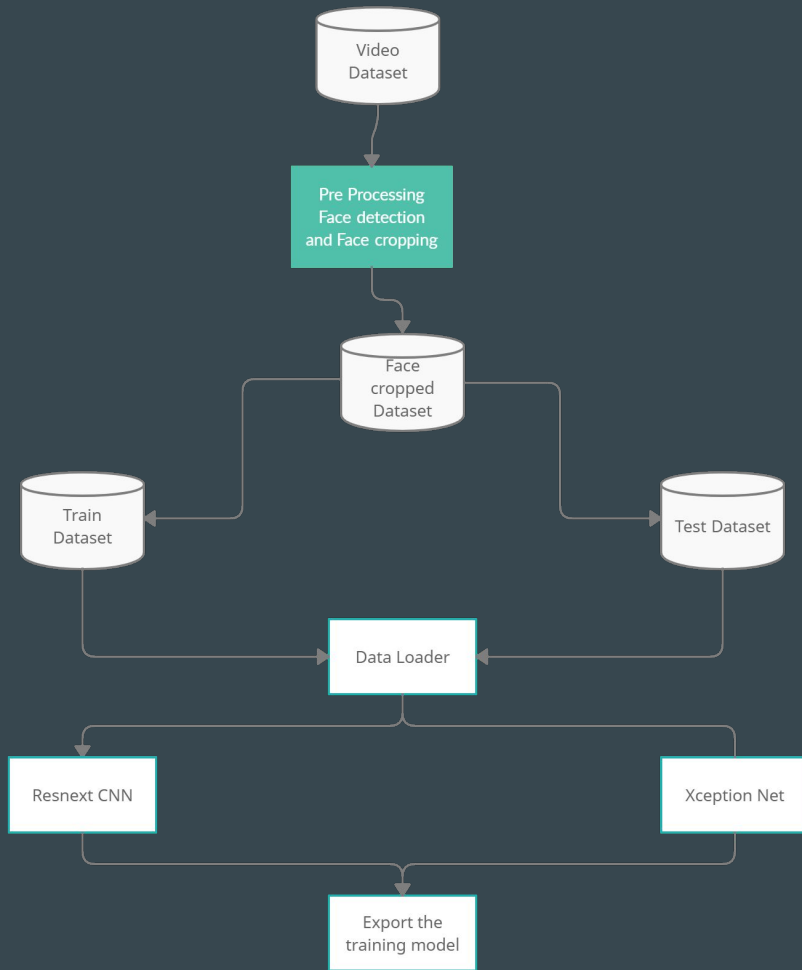 Video
Dataset
Pre Processing
Face detection
and Face cropping
Face
cropped
Dataset
Train
Dataset
Test Dataset
Data Loader
Resnext CNN
Xception Net
Export the
training model